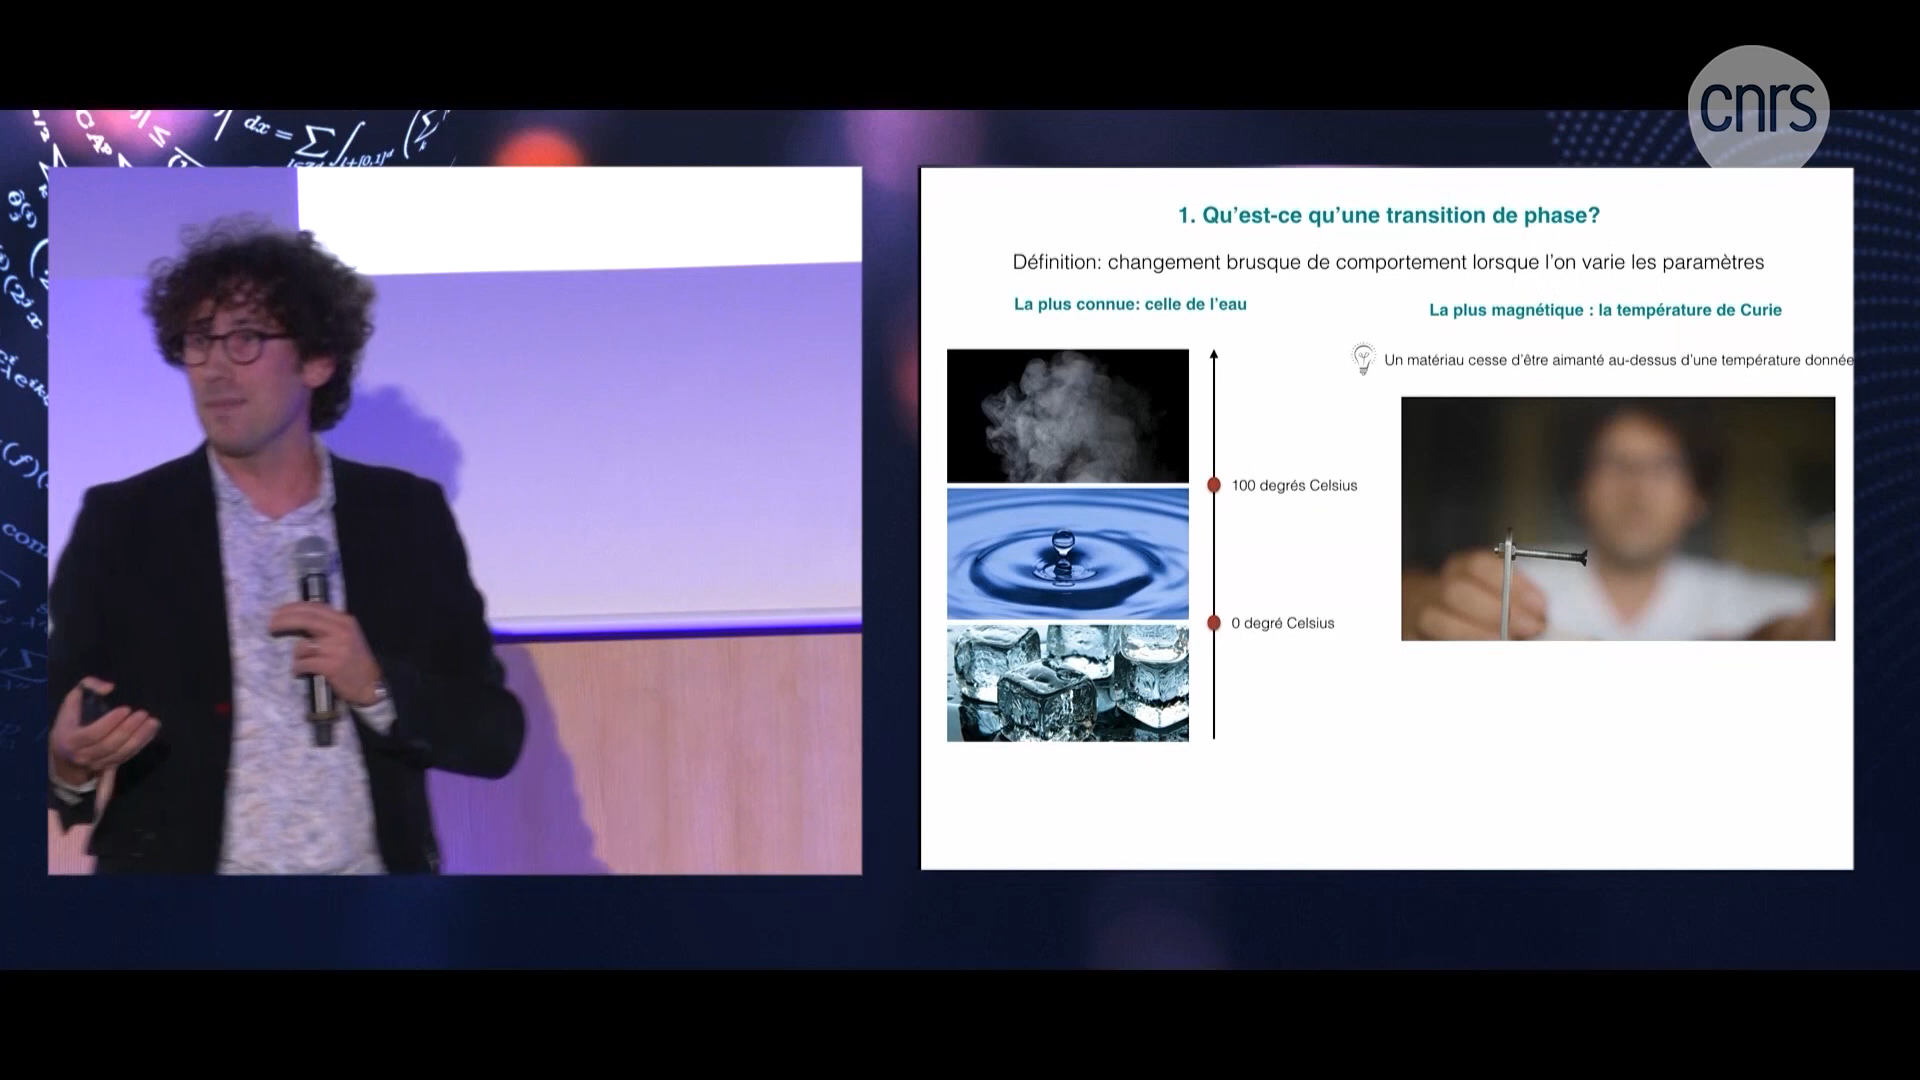 cnrs
1. Qu’est-ce qu’une transition de phase?
Définition: changement brusque de comportement lorsque l’on varie les paramètres
La plus connue: celle de l’eau
La plus magnétique : la température de Curie
Un matériau cesse d’être aimanté au-dessus d’une température donnée
100 degrés Celsius
0 degré Celsius